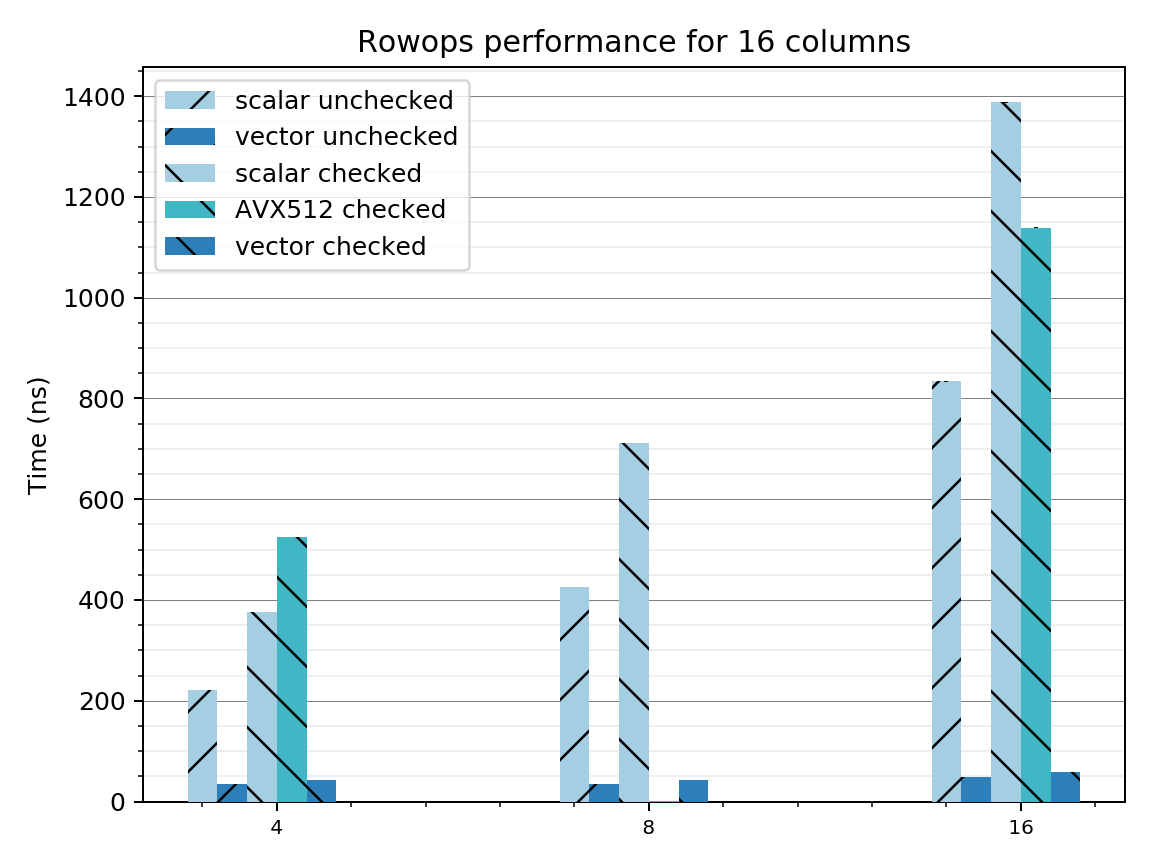 Rowops performance for 16 columns
scalar unchecked
vector unchecked
scalar checked
AVX512 checked
vector checked
Time (ns)
1400
1200
1000
800
600
400
200
0
4 8 16